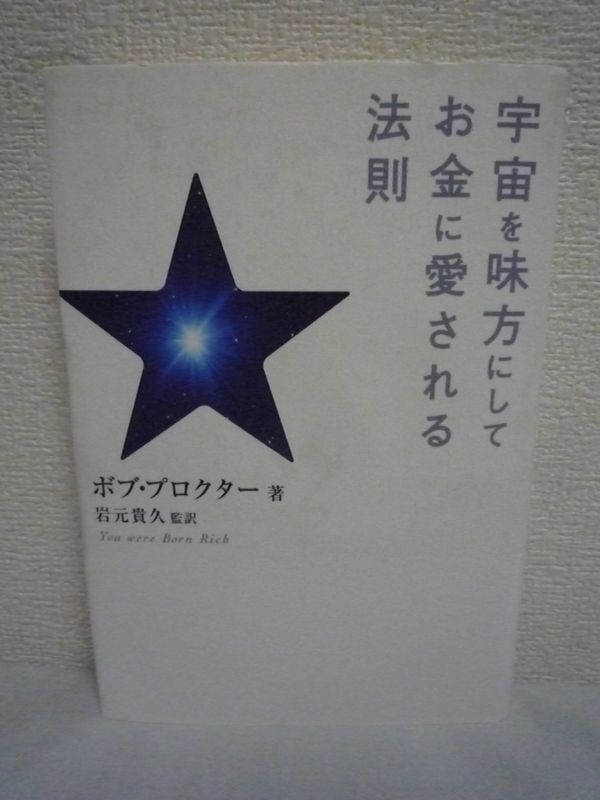 宇宙を味方にして
お金に愛される
法則
ボブ・プロクター 著
岩元貴久 監訳
You were Born Rich